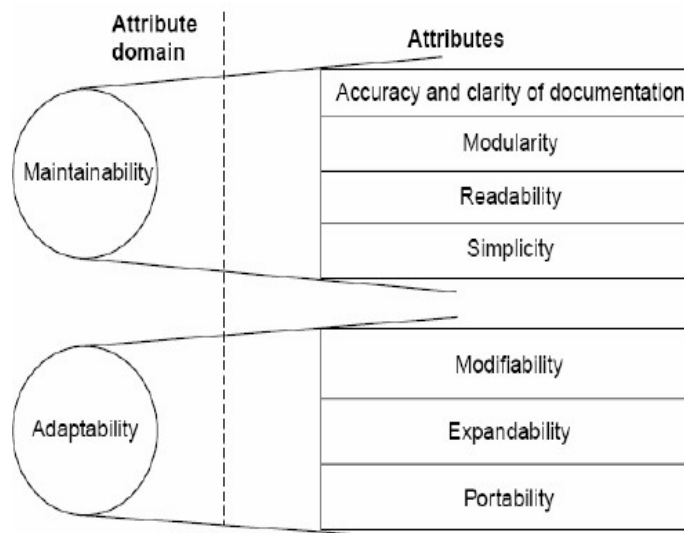 Attribute
domain
Attributes
Accuracy and clarity of documentation
Modularity
Maintainability
Readability
Simplicity
Modifiability
Adaptability
Expandability
Portability